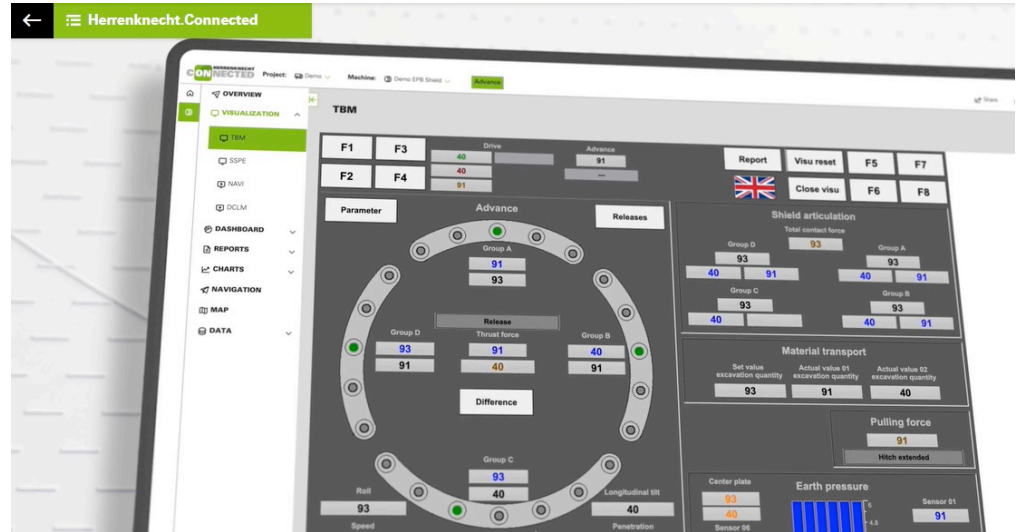 Herrenknecht.Connected
HERRENKNECHT
CONNECTED
Project: Demo
Machine: Demo EPB Shield
Advance
Share
OVERVIEW
VISUALIZATION
TBM
SSPE
NAVI
DCLM
DASHBOARD
REPORTS
CHARTS
NAVIGATION
MAP
DATA
TBM
F1 F3
F2 F4
Drive
40
40
91
Advance
91
Report Visu reset F5 F7
Close visu F6 F8
Parameter
Advance
Releases
Group A
91
93
Release
Group D
93
91
Thrust force
91
40
Group B
40
91
Difference
Group C
93
40
Roll
93
Speed
Longitudinal tilt
40
Penetration
Shield articulation
Total contact force
93
Group D
93
40 91
Group A
93
40 91
Group C
93
40
Group B
93
40 91
Material transport
Set value
excavation quantity
93
Actual value 01
excavation quantity
91
Actual value 02
excavation quantity
40
Pulling force
91
Hitch extended
Center plate
93
40
Sensor 06
Earth pressure
6
4.8
Sensor 01
91